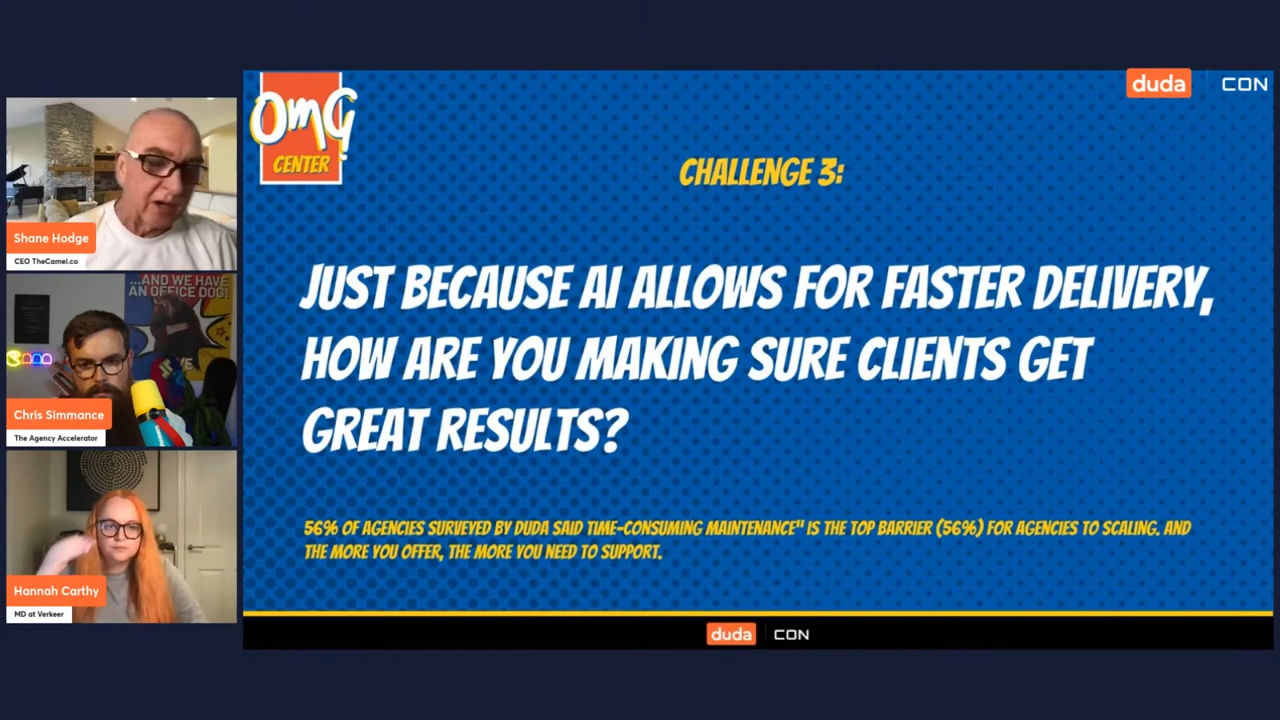 duda CON
OMG
CENTER
CHALLENGE 3:
JUST BECAUSE AI ALLOWS FOR FASTER DELIVERY,
HOW ARE YOU MAKING SURE CLIENTS GET
GREAT RESULTS?
56% OF AGENCIES SURVEYED BY DUDA SAID TIME-CONSUMING MAINTENANCE" IS THE TOP BARRIER (56%) FOR AGENCIES TO SCALING. AND
THE MORE YOU OFFER, THE MORE YOU NEED TO SUPPORT.
duda CON
Shane Hodge
CEO TheCamel.co
...AND WE HAVE
AN OFFICE DOG!
Chris Simmance
The Agency Accelerator
Hannah Carthy
MD at Verkeer